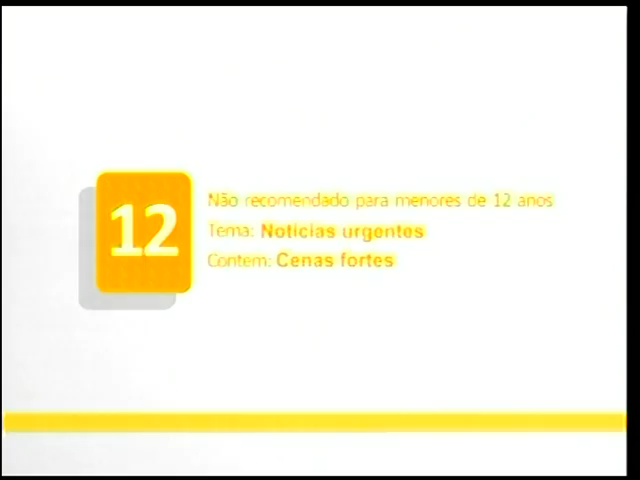 12
Não recomendado para menores de 12 anos
Tema: Notícias urgentes
Contem: Cenas fortes